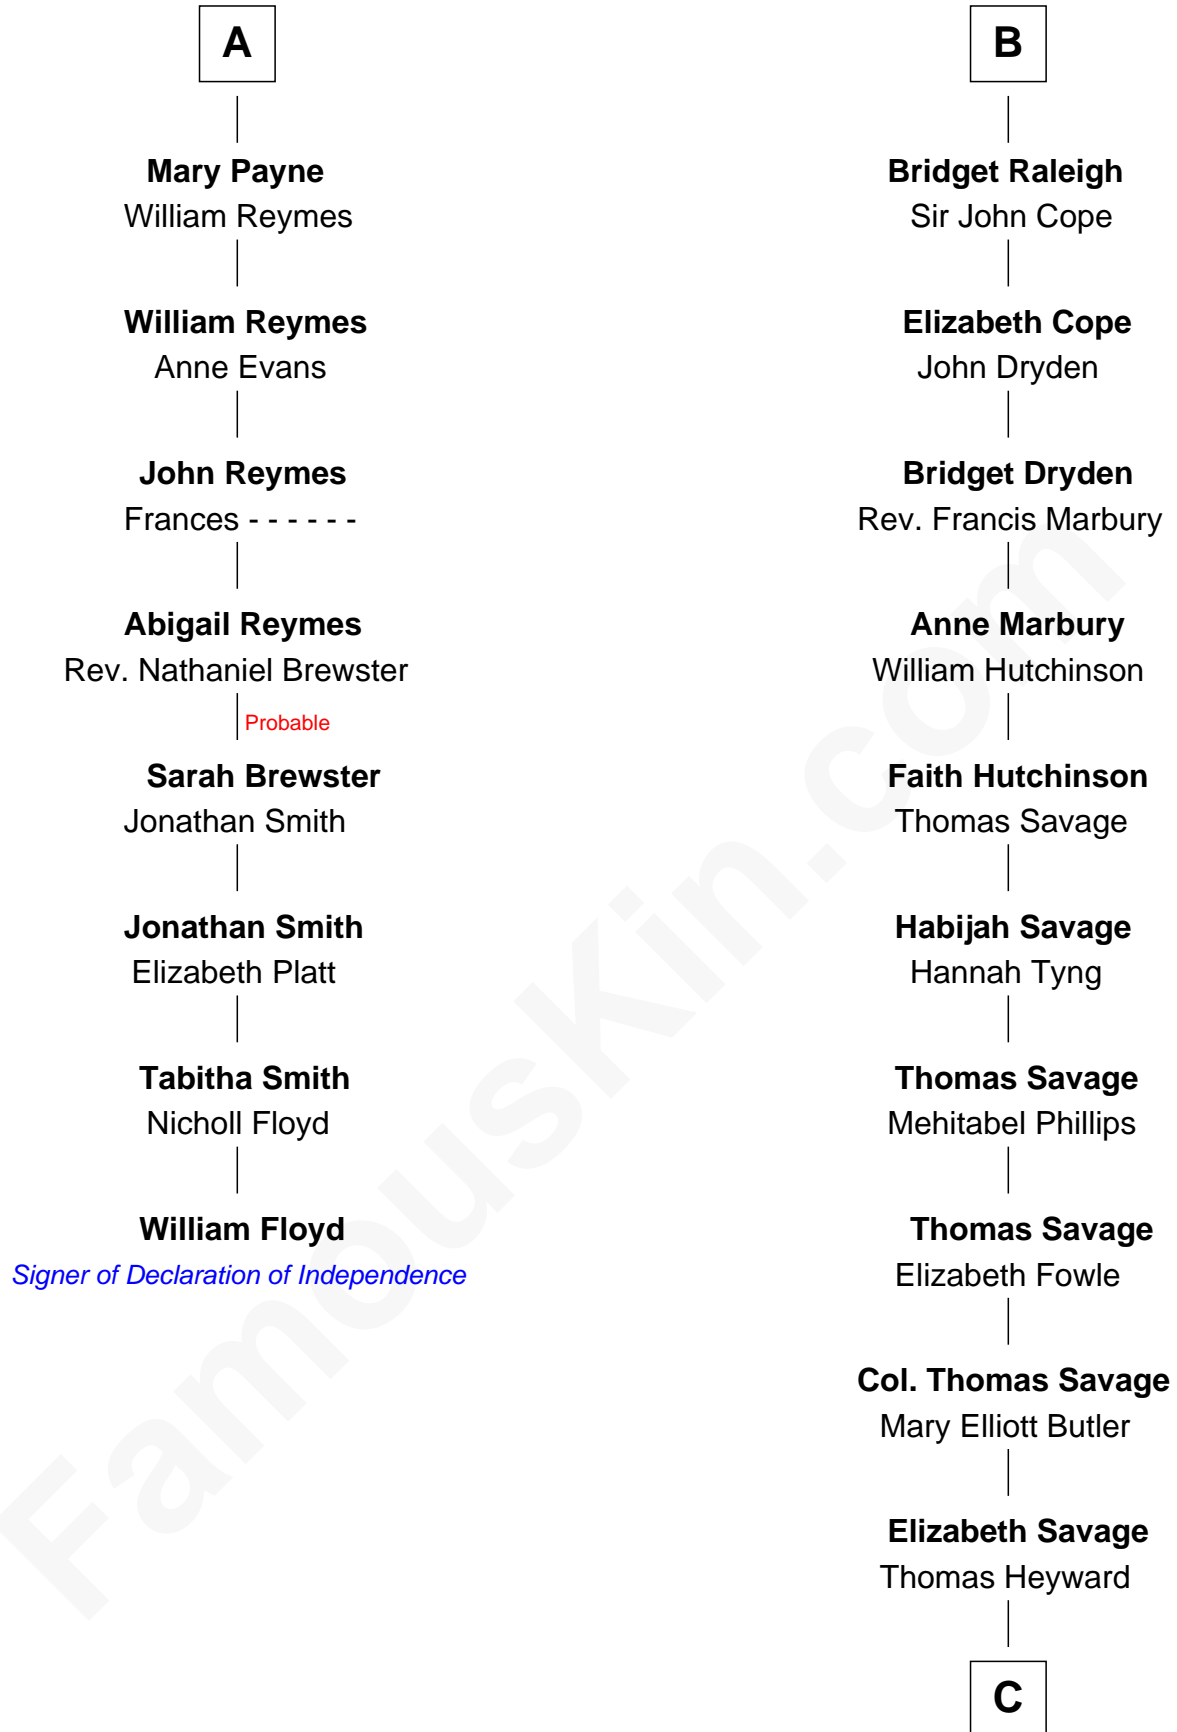 A
Mary Payne
William Reymes
William Reymes
Anne Evans
John Reymes
Frances - - - - - -
Abigail Reymes
Rev. Nathaniel Brewster
Probable
Sarah Brewster
Jonathan Smith
Jonathan Smith
Elizabeth Platt
Tabitha Smith
Nicholl Floyd
William Floyd
Signer of Declaration of Independence
B
Bridget Raleigh
Sir John Cope
Elizabeth Cope
John Dryden
Bridget Dryden
Rev. Francis Marbury
Anne Marbury
William Hutchinson
Faith Hutchinson
Thomas Savage
Habijah Savage
Hannah Tyng
Thomas Savage
Mehitabel Phillips
Thomas Savage
Elizabeth Fowle
Col. Thomas Savage
Mary Elliott Butler
Elizabeth Savage
Thomas Heyward
C
FamousKin.com